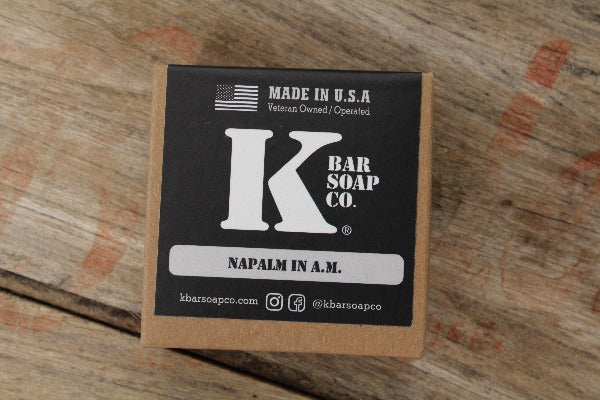 MADE IN U.S.A
Veteran Owned / Operated
K
BAR
SOAP
CO.
®
NAPALM IN A.M.
kbarsoapco.com @kbarsoapco